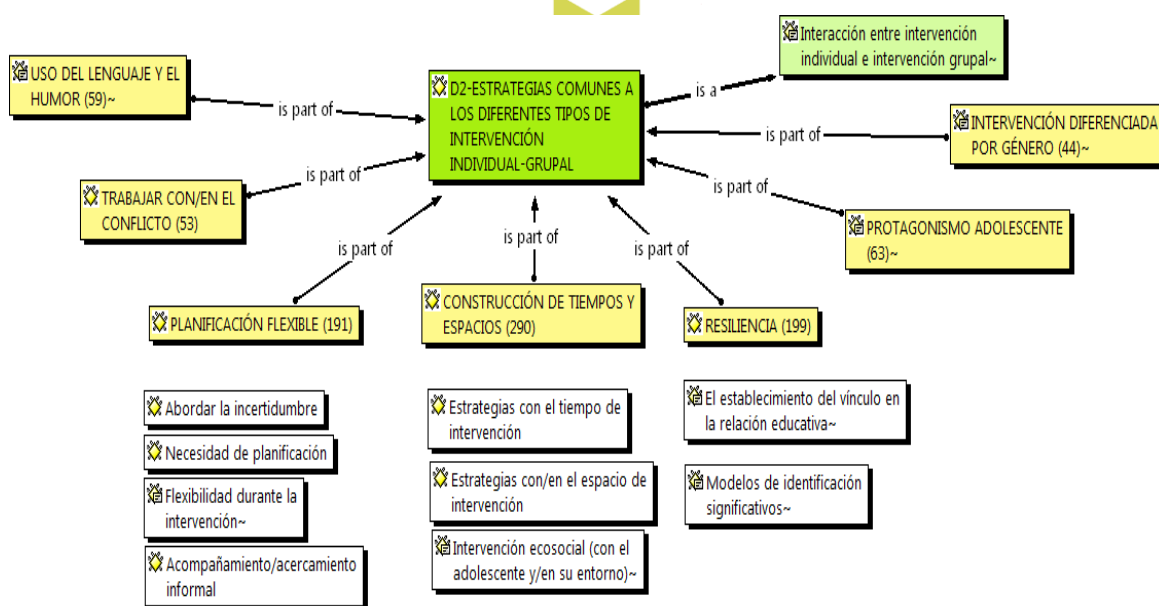 Interacción entre intervención
individual e intervención grupal~
USO DEL LENGUAJE Y EL
HUMOR (59)~
D2-ESTRATEGIAS COMUNES A
LOS DIFERENTES TIPOS DE
INTERVENCIÓN
INDIVIDUAL-GRUPAL
is a
is part of
is part of
INTERVENCIÓN DIFERENCIADA
POR GÉNERO (44)~
is part of
is part of
TRABAJAR CON/EN EL
CONFLICTO (53)
PROTAGONISMO ADOLESCENTE
(63)~
is part of
is part of
is part of
PLANIFICACIÓN FLEXIBLE (191)
CONSTRUCCIÓN DE TIEMPOS Y
ESPACIOS (290)
RESILIENCIA (199)
Abordar la incertidumbre
Necesidad de planificación
Flexibilidad durante la
intervención~
Acompañamiento/acercamiento
informal
Estrategias con el tiempo de
intervención
Estrategias con/en el espacio de
intervención
Intervención ecosocial (con el
adolescente y/en su entorno)~
El establecimiento del vínculo en
la relación educativa~
Modelos de identificación
significativos~